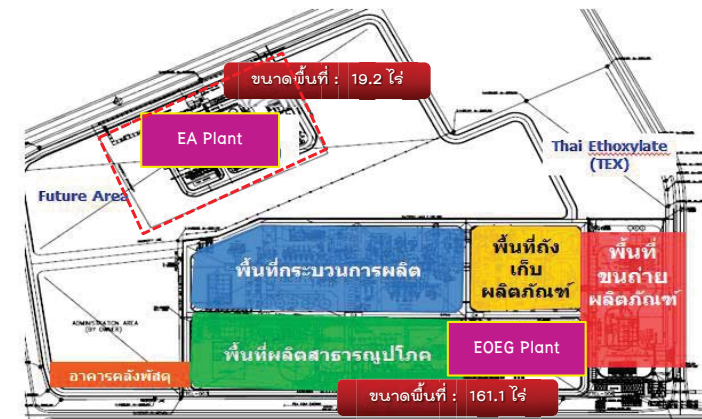 ขนาดพื้นที่ : 19.2 ไร่
EA Plant
Thai Ethoxylate
(TEX)
Future Area
พื้นที่กระบวนการผลิต
พื้นที่ถัง
เก็บ
ผลิตภัณฑ์
พื้นที่
ขนถ่าย
ผลิตภัณฑ์
ADMINISTRATION AREA
(BY OWNER)
พื้นที่ผลิตสาธารณูปโภค
EOEG Plant
อาคารคลังพัสดุ
ขนาดพื้นที่ : 161.1 ไร่